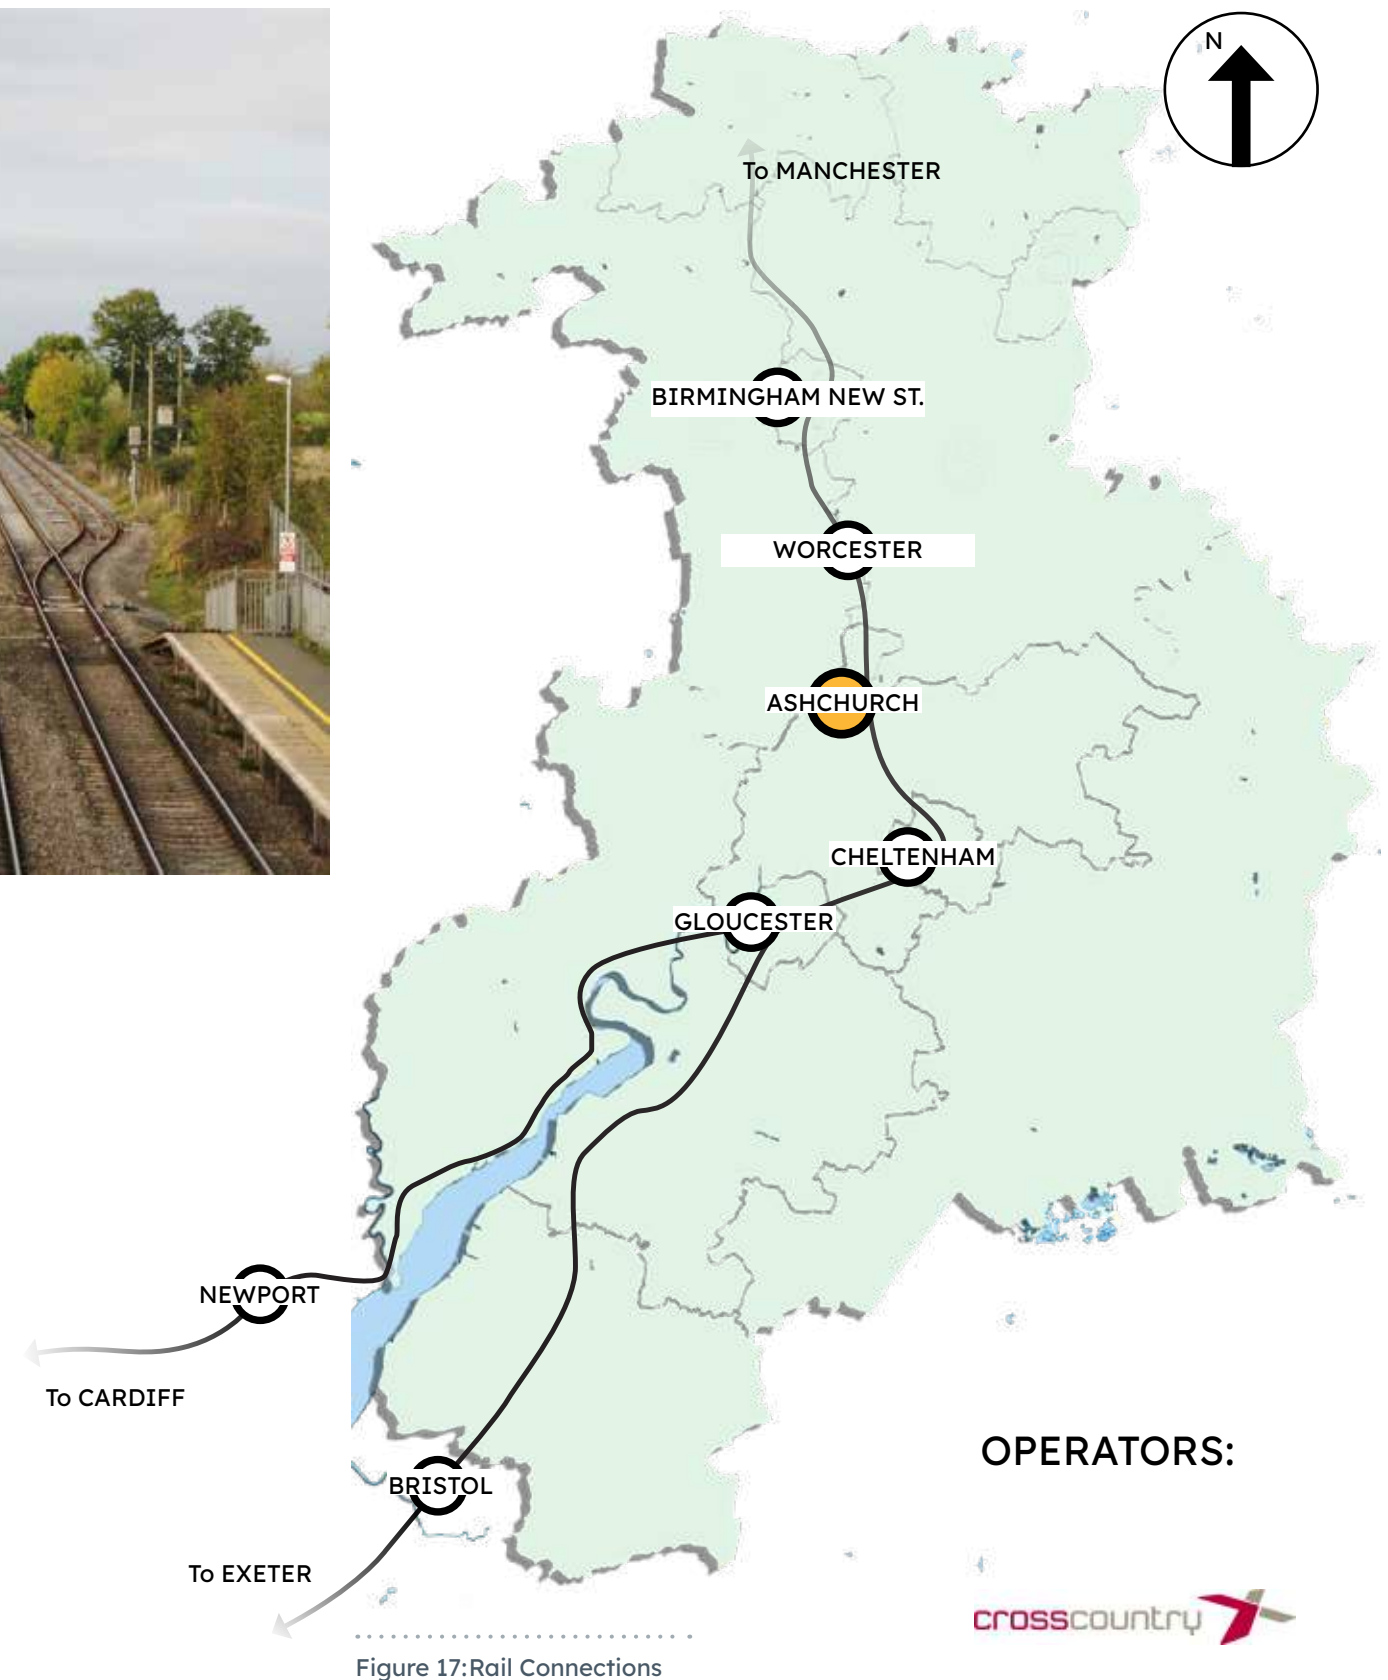 N
To MANCHESTER
BIRMINGHAM NEW ST.
WORCESTER
ASHCHURCH
CHELTENHAM
GLOUCESTER
NEWPORT
To CARDIFF
BRISTOL
To EXETER
OPERATORS:
crosscountry
Figure 17:Rail Connections